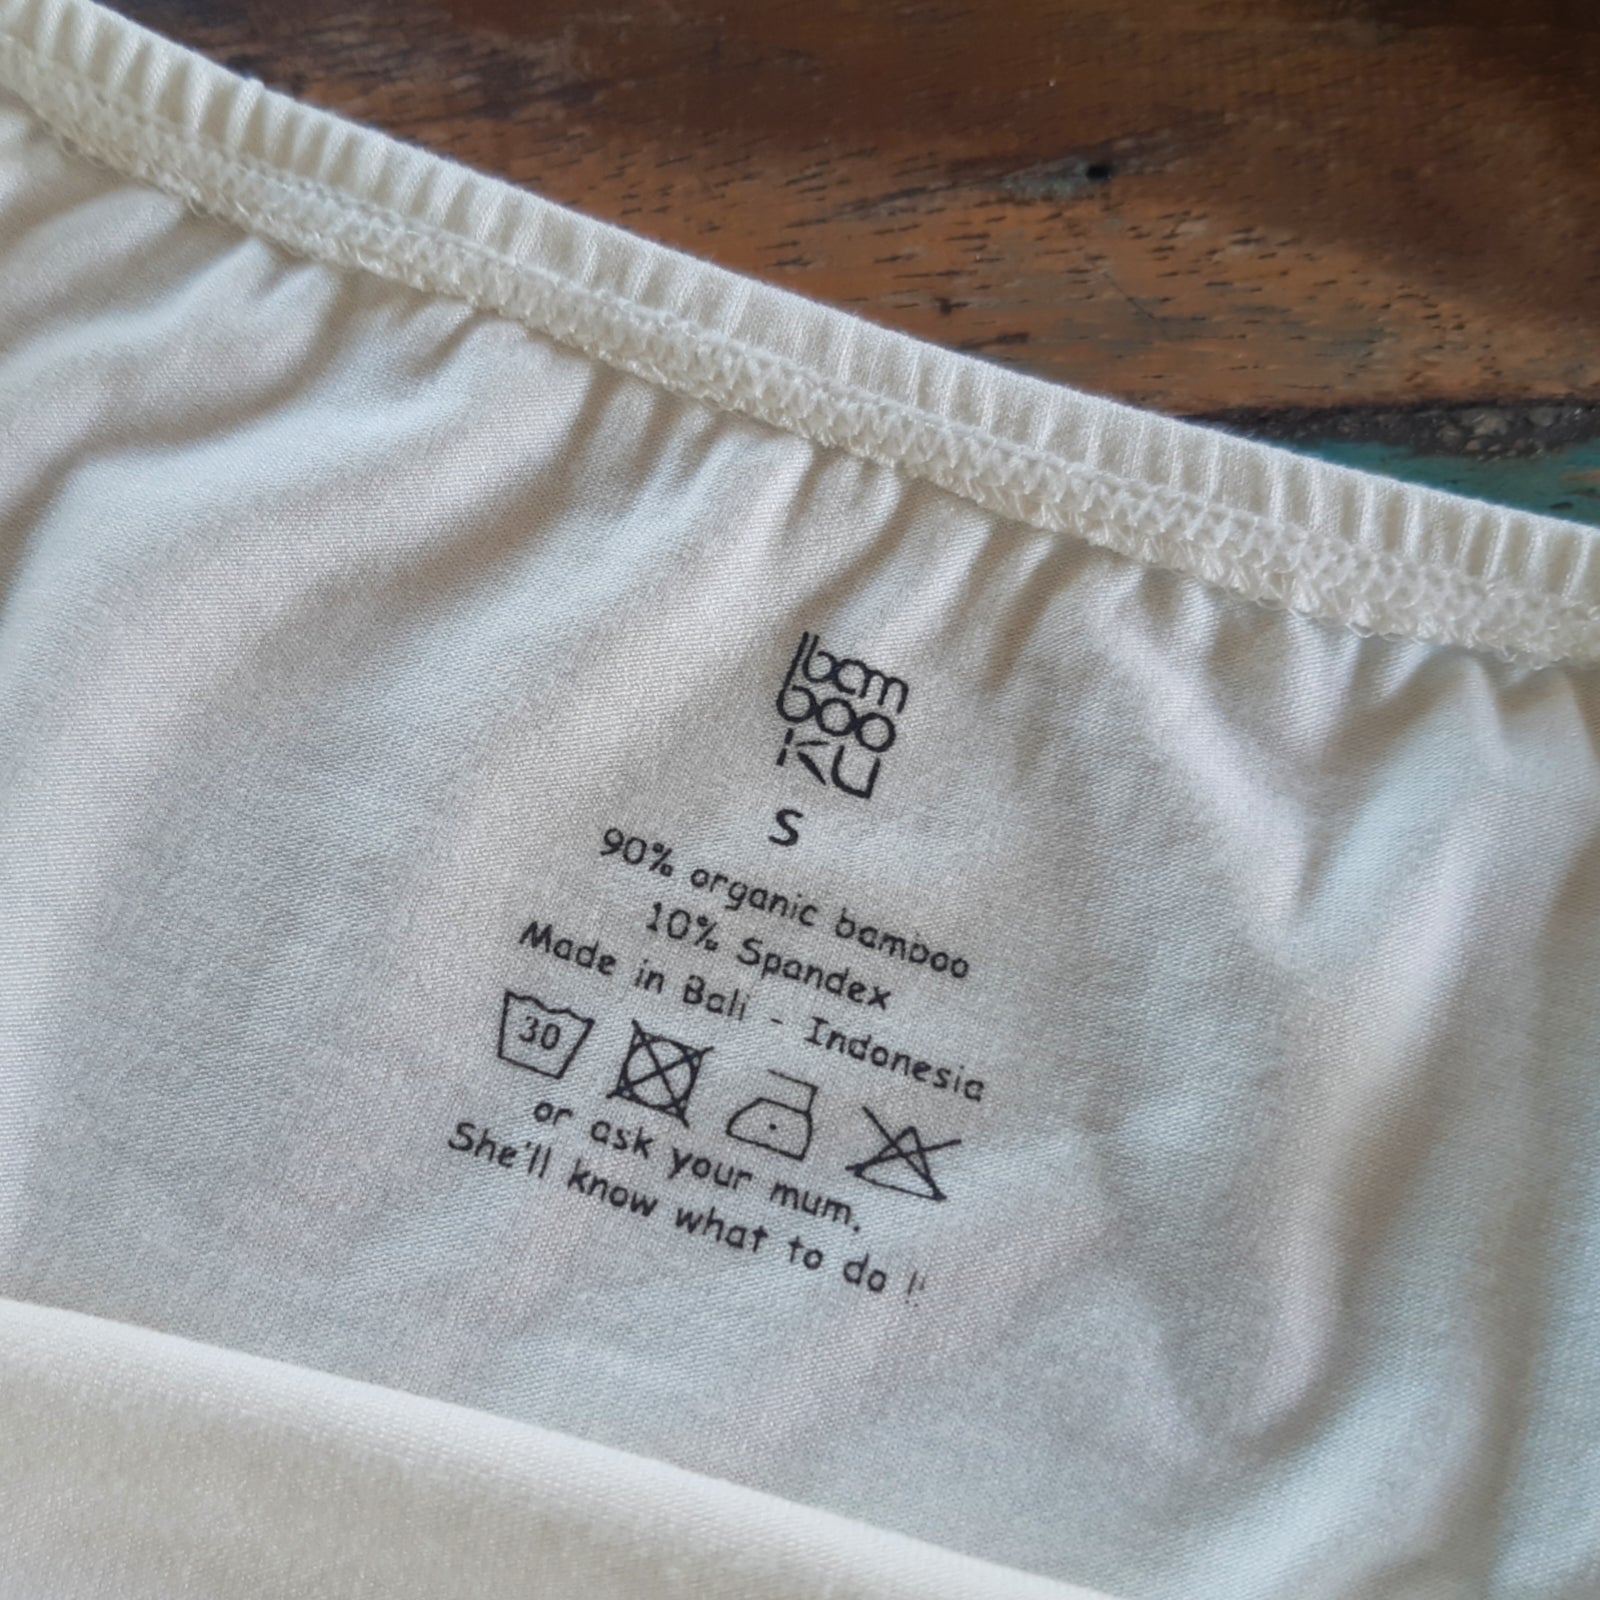 bam
boo
KU
S
90% organic bamboo
10% Spandex
Made in Bali - Indonesia
30
or ask your mum.
She'll know what to do !